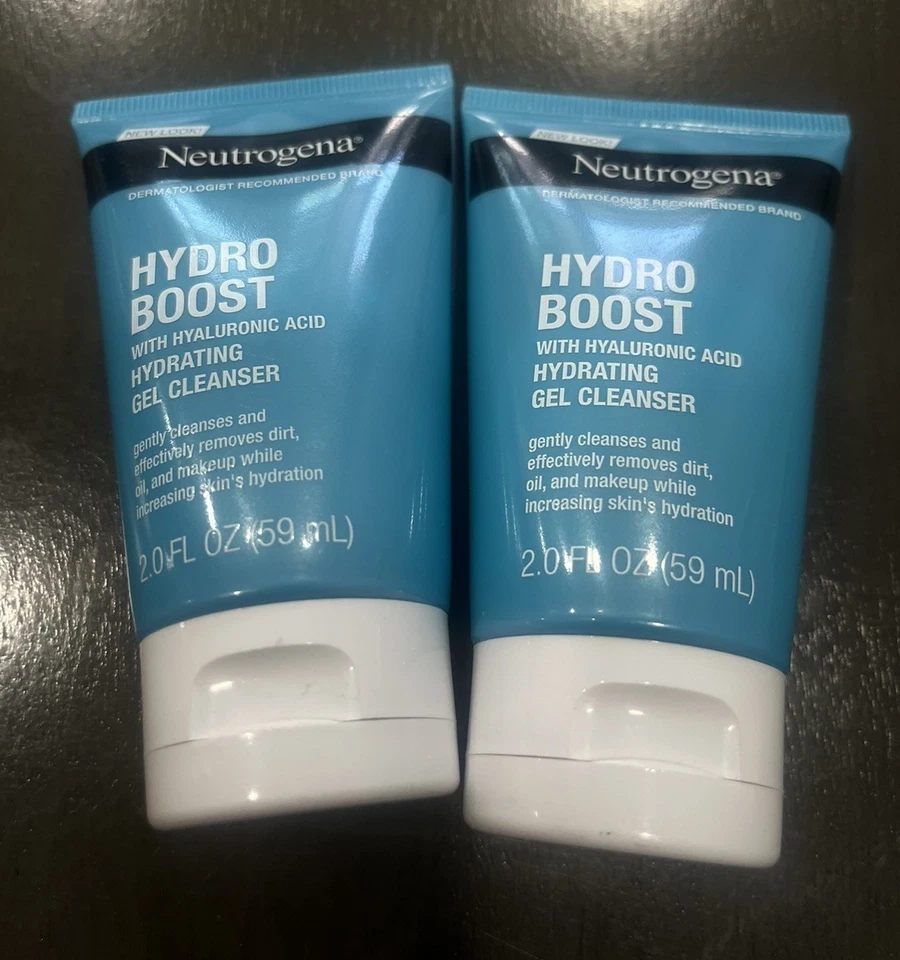 NEW LOOK!
Neutrogena®
DERMATOLOGIST RECOMMENDED BRAND
HYDRO
BOOST
WITH HYALURONIC ACID
HYDRATING
GEL CLEANSER
gently cleanses and
effectively removes dirt,
oil, and makeup while
increasing skin's hydration
2.0 FL OZ (59 mL)
NEW LOOK!
Neutrogena®
DERMATOLOGIST RECOMMENDED BRAND
HYDRO
BOOST
WITH HYALURONIC ACID
HYDRATING
GEL CLEANSER
gently cleanses and
effectively removes dirt,
oil, and makeup while
increasing skin's hydration
2.0 FL OZ (59 mL)